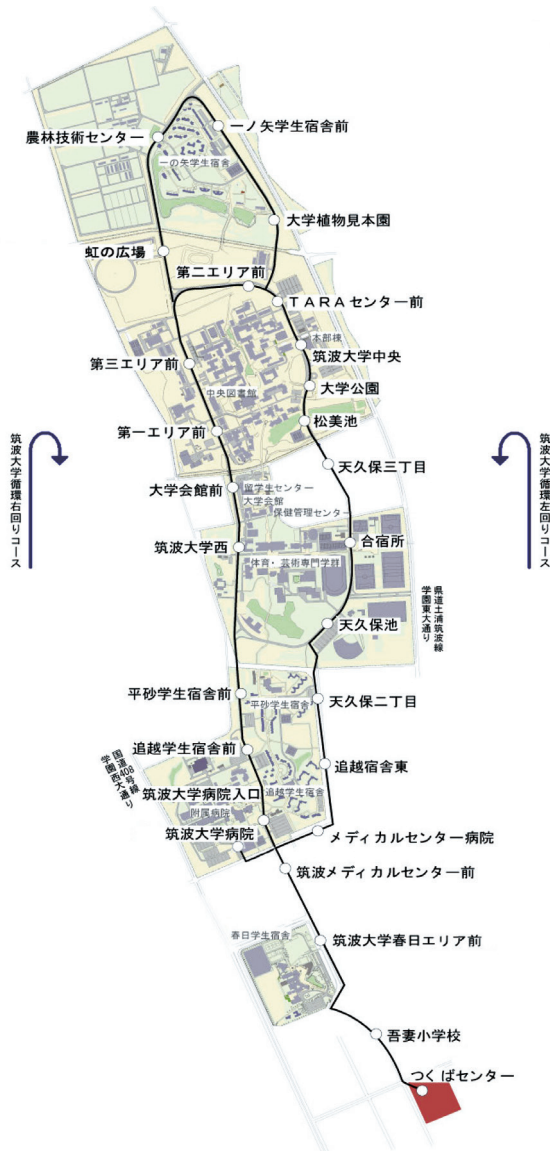 一ノ矢学生宿舎前
農林技術センター
一の矢学生宿舎
大学植物見本園
虹の広場
第二エリア前
TARAセンター前
本部棟
筑波大学中央
第三エリア前
大学公園
中央図書館
松美池
第一エリア前
天久保三丁目
筑波大学循環右回りコース
筑波大学循環左回りコース
大学会館前
留学生センター
大学会館
保健管理センター
筑波大学西
合宿所
体育・芸術専門学群
県道土浦筑波線
学園東大通り
天久保池
平砂学生宿舎前
平砂学生宿舎
天久保二丁目
追越学生宿舎前
国道408号線
学園西大通り
追越宿舎東
追越学生宿舎
筑波大学病院入口
附属病院
筑波大学病院
メディカルセンター病院
筑波メディカルセンター前
春日学生宿舎
筑波大学春日エリア前
吾妻小学校
つくばセンター